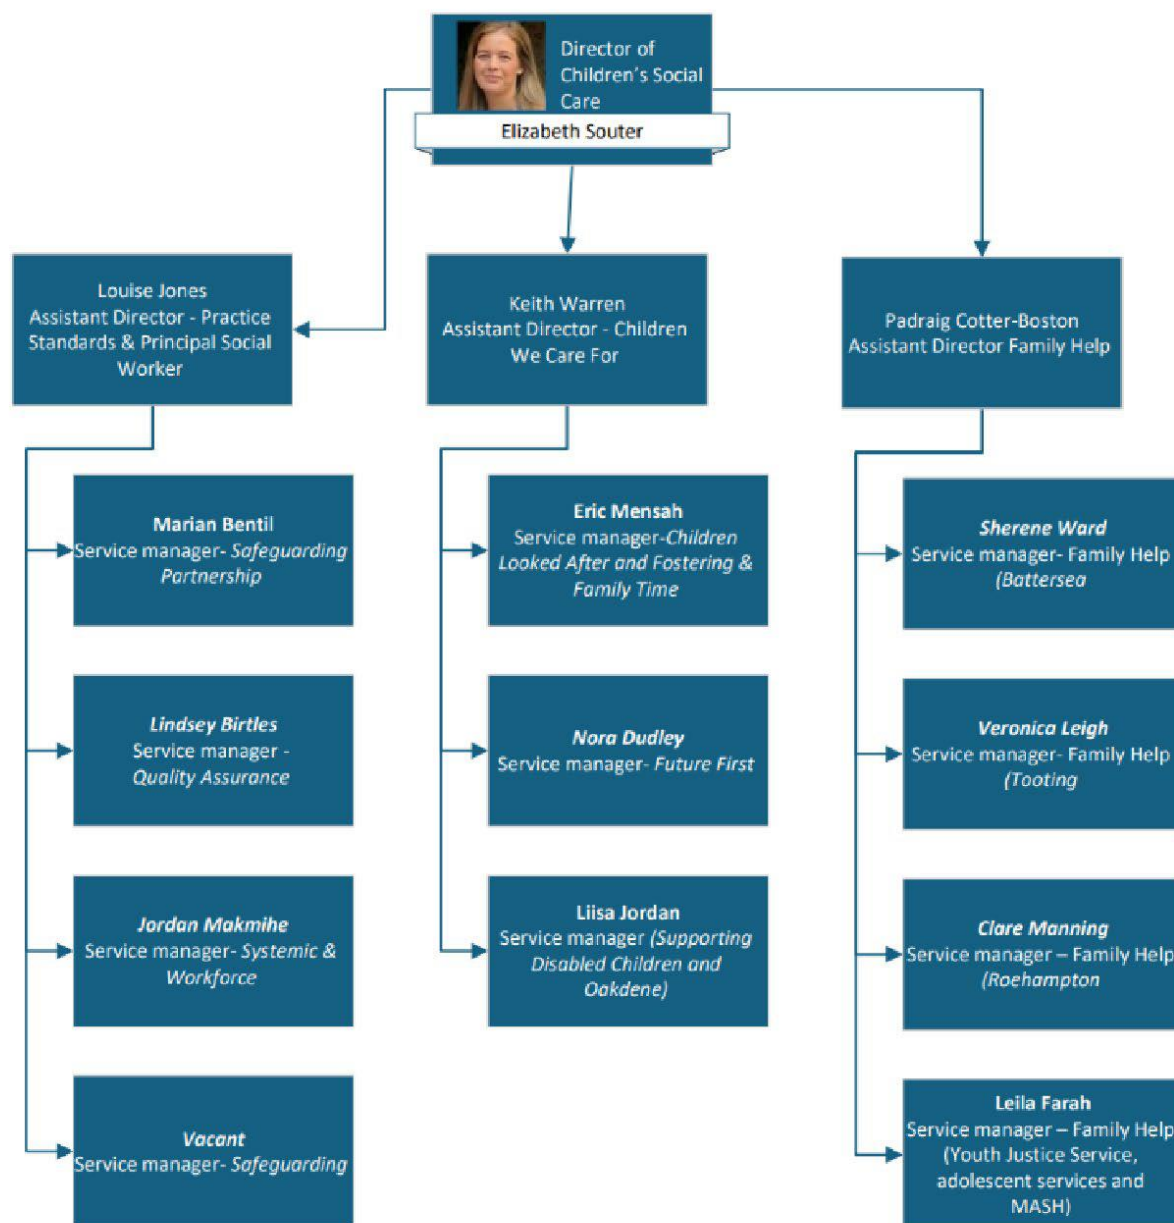 Director of
Children's Social
Care
Elizabeth Souter
Louise Jones
Assistant Director - Practice
Standards & Principal Social
Worker
Keith Warren
Assistant Director - Children
We Care For
Padraig Cotter-Boston
Assistant Director Family Help
Marian Bentil
Service manager- Safeguarding
Partnership
Lindsey Birtles
Service manager -
Quality Assurance
Jordan Makmihe
Service manager- Systemic &
Workforce
Vacant
Service manager- Safeguarding
Eric Mensah
Service manager-Children
Looked After and Fostering &
Family Time
Nora Dudley
Service manager- Future First
Liisa Jordan
Service manager (Supporting
Disabled Children and
Oakdene)
Sherene Ward
Service manager- Family Help
(Battersea
Veronica Leigh
Service manager- Family Help
(Tooting
Clare Manning
Service manager – Family Help
(Roehampton
Leila Farah
Service manager – Family Help
(Youth Justice Service,
adolescent services and
MASH)